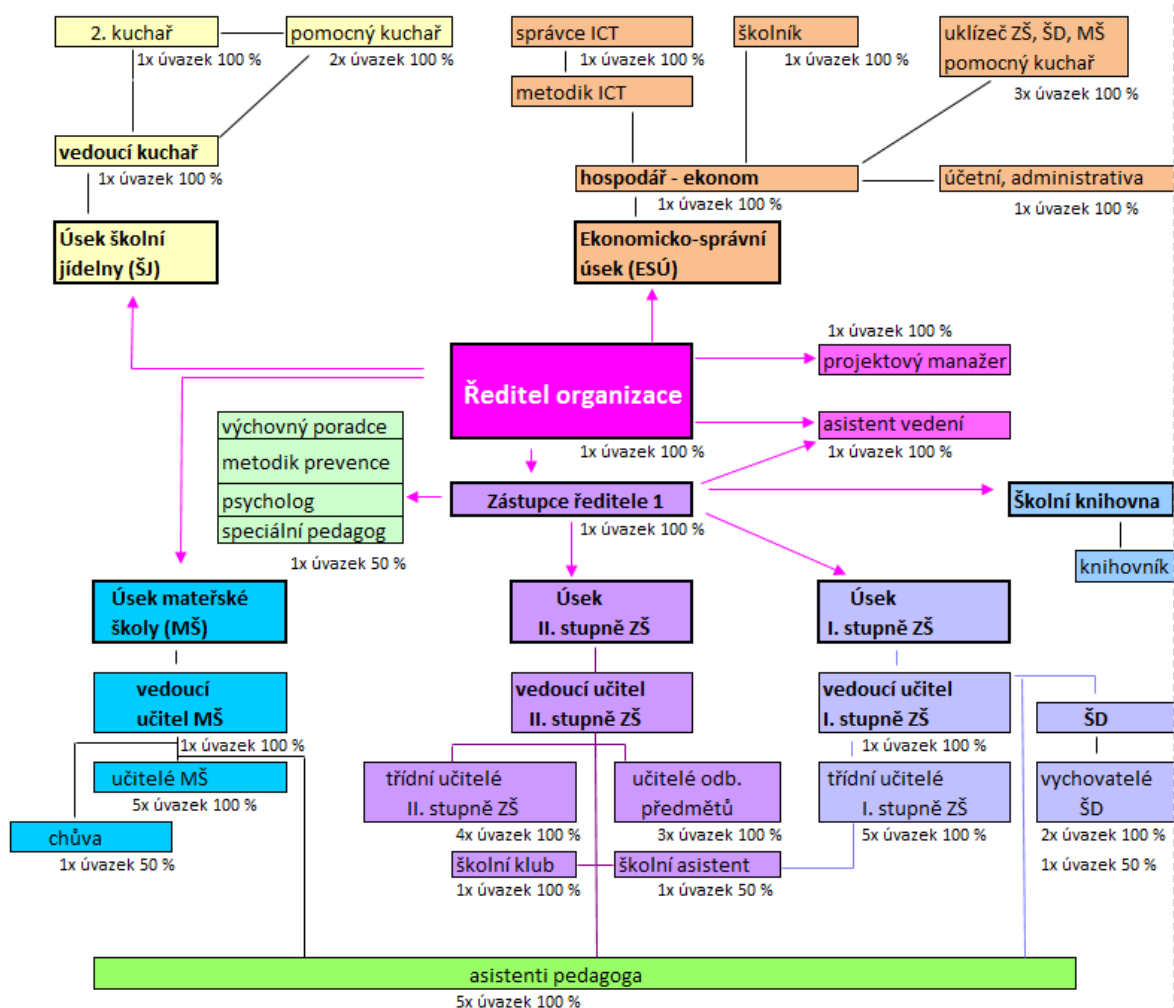 2. kuchař
1x úvazek 100 %
pomocný kuchař
2x úvazek 100 %
vedoucí kuchař
1x úvazek 100 %
Úsek školní
jídelny (ŠJ)
správce ICT
1x úvazek 100 %
metodik ICT
školník
1x úvazek 100 %
uklízeč ZŠ, ŠD, MŠ
pomocný kuchař
3x úvazek 100 %
hospodář - ekonom
1x úvazek 100 %
účetní, administrativa
1x úvazek 100 %
Ekonomicko-správní
úsek (ESÚ)
Ředitel organizace
1x úvazek 100 %
1x úvazek 100 %
projektový manažer
asistent vedení
1x úvazek 100 %
výchovný poradce
metodik prevence
psycholog
speciální pedagog
1x úvazek 50 %
Zástupce ředitele 1
1x úvazek 100 %
Školní knihovna
knihovník
Úsek mateřské
školy (MŠ)
vedoucí
učitel MŠ
1x úvazek 100 %
učitelé MŠ
5x úvazek 100 %
chůva
1x úvazek 50 %
Úsek
II. stupně ZŠ
vedoucí učitel
II. stupně ZŠ
třídní učitelé
II. stupně ZŠ
4x úvazek 100 %
učitelé odb.
předmětů
3x úvazek 100 %
školní klub
1x úvazek 100 %
školní asistent
1x úvazek 50 %
Úsek
I. stupně ZŠ
vedoucí učitel
I. stupně ZŠ
1x úvazek 100 %
třídní učitelé
I. stupně ZŠ
5x úvazek 100 %
ŠD
vychovatelé
ŠD
2x úvazek 100 %
1x úvazek 50 %
asistenti pedagoga
5x úvazek 100 %